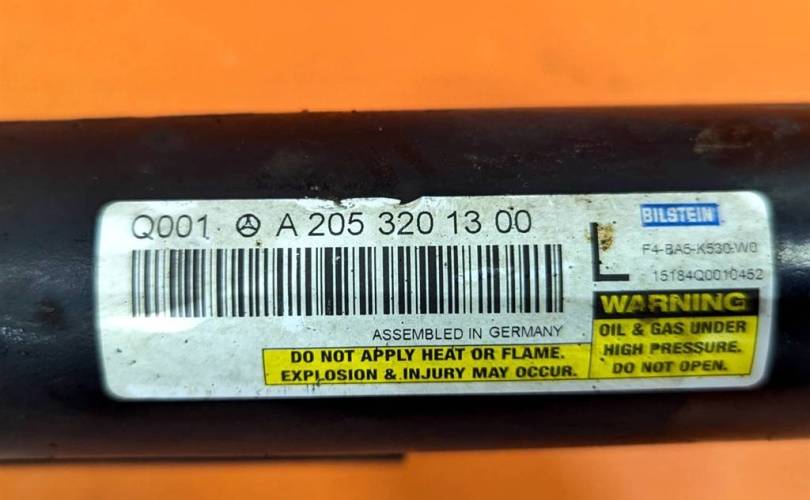 Q001 A 205 320 13 00
L
BILSTEIN
F4-BA5-K530-W0
15184Q0010452
ASSEMBLED IN GERMANY
DO NOT APPLY HEAT OR FLAME.
EXPLOSION & INJURY MAY OCCUR.
WARNING
OIL & GAS UNDER
HIGH PRESSURE.
DO NOT OPEN.